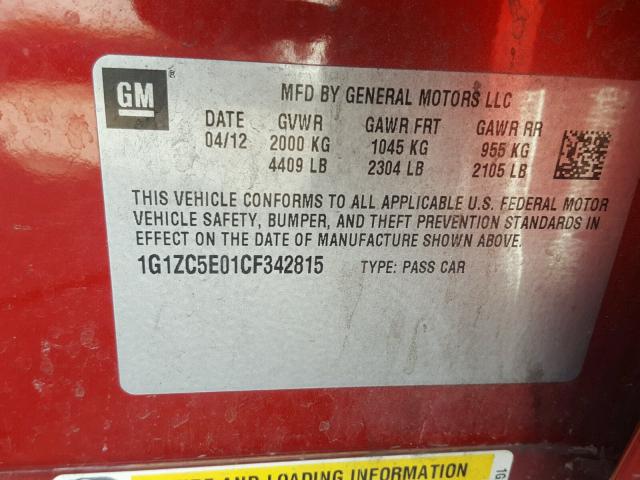 GM
®
MFD BY GENERAL MOTORS LLC
DATE GVWR GAWR FRT GAWR RR
04/12 2000 KG 1045 KG 955 KG
4409 LB 2304 LB 2105 LB
THIS VEHICLE CONFORMS TO ALL APPLICABLE U.S. FEDERAL MOTOR
VEHICLE SAFETY, BUMPER, AND THEFT PREVENTION STANDARDS IN
EFFECT ON THE DATE OF MANUFACTURE SHOWN ABOVE.
1G1ZC5E01CF342815 TYPE: PASS CAR
AND LOADING INFORMATION
1G